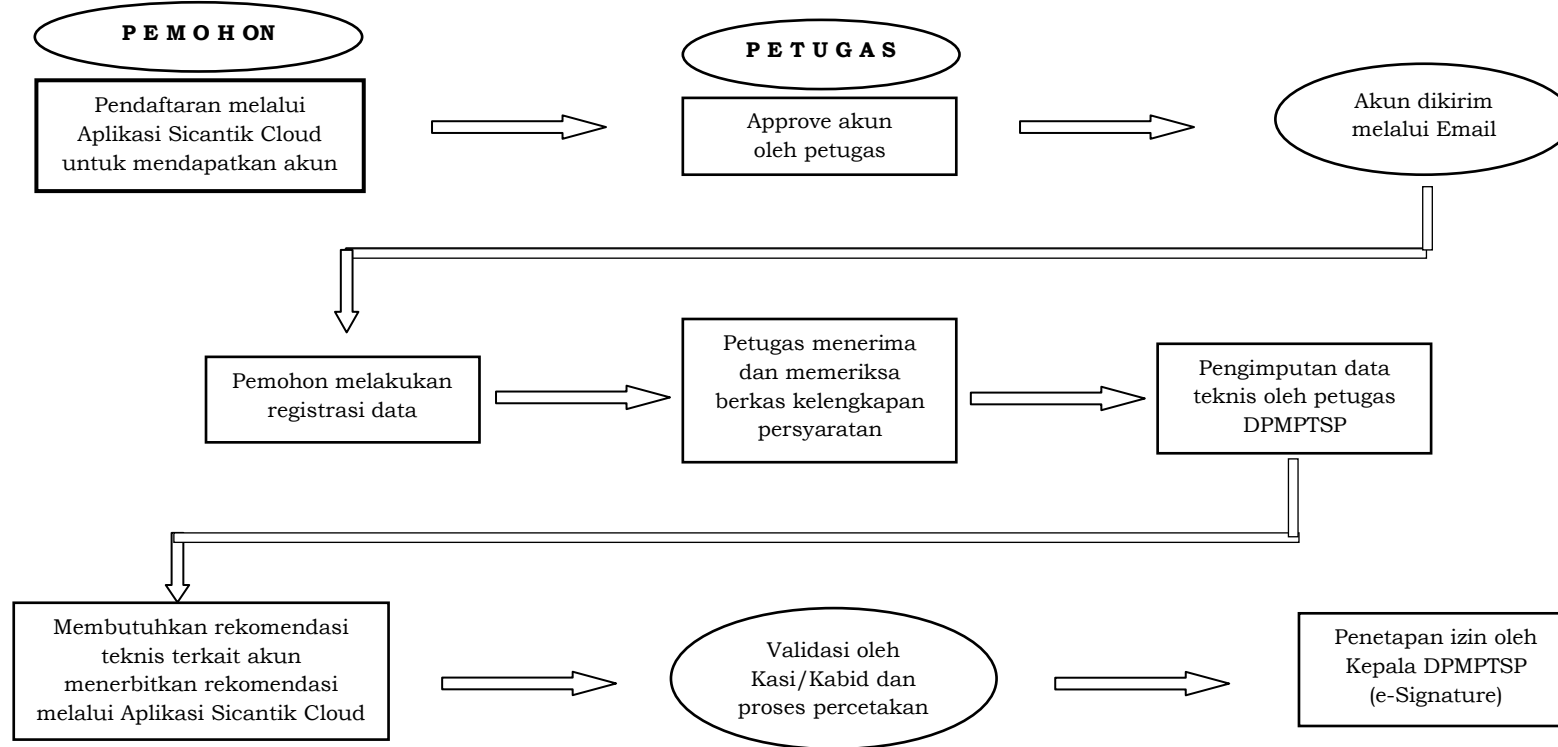 P E M O H ON
Pendaftaran melalui
Aplikasi Sicantik Cloud
untuk mendapatkan akun
P E T U G A S
Approve akun
oleh petugas
Akun dikirim
melalui Email
Pemohon melakukan
registrasi data
Petugas menerima
dan memeriksa
berkas kelengkapan
persyaratan
Pengimputan data
teknis oleh petugas
DPMPTSP
Membutuhkan rekomendasi
teknis terkait akun
menerbitkan rekomendasi
melalui Aplikasi Sicantik Cloud
Validasi oleh
Kasi/Kabid dan
proses percetakan
Penetapan izin oleh
Kepala DPMPTSP
(e-Signature)